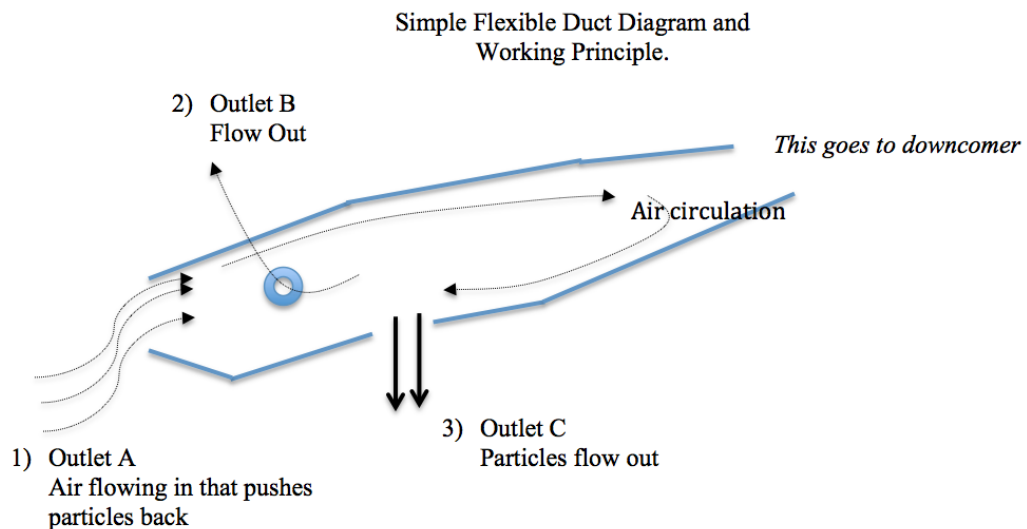 Simple Flexible Duct Diagram and
Working Principle.
2) Outlet B
Flow Out
This goes to downcomer
Air circulation
3) Outlet C
Particles flow out
1) Outlet A
Air flowing in that pushes
particles back